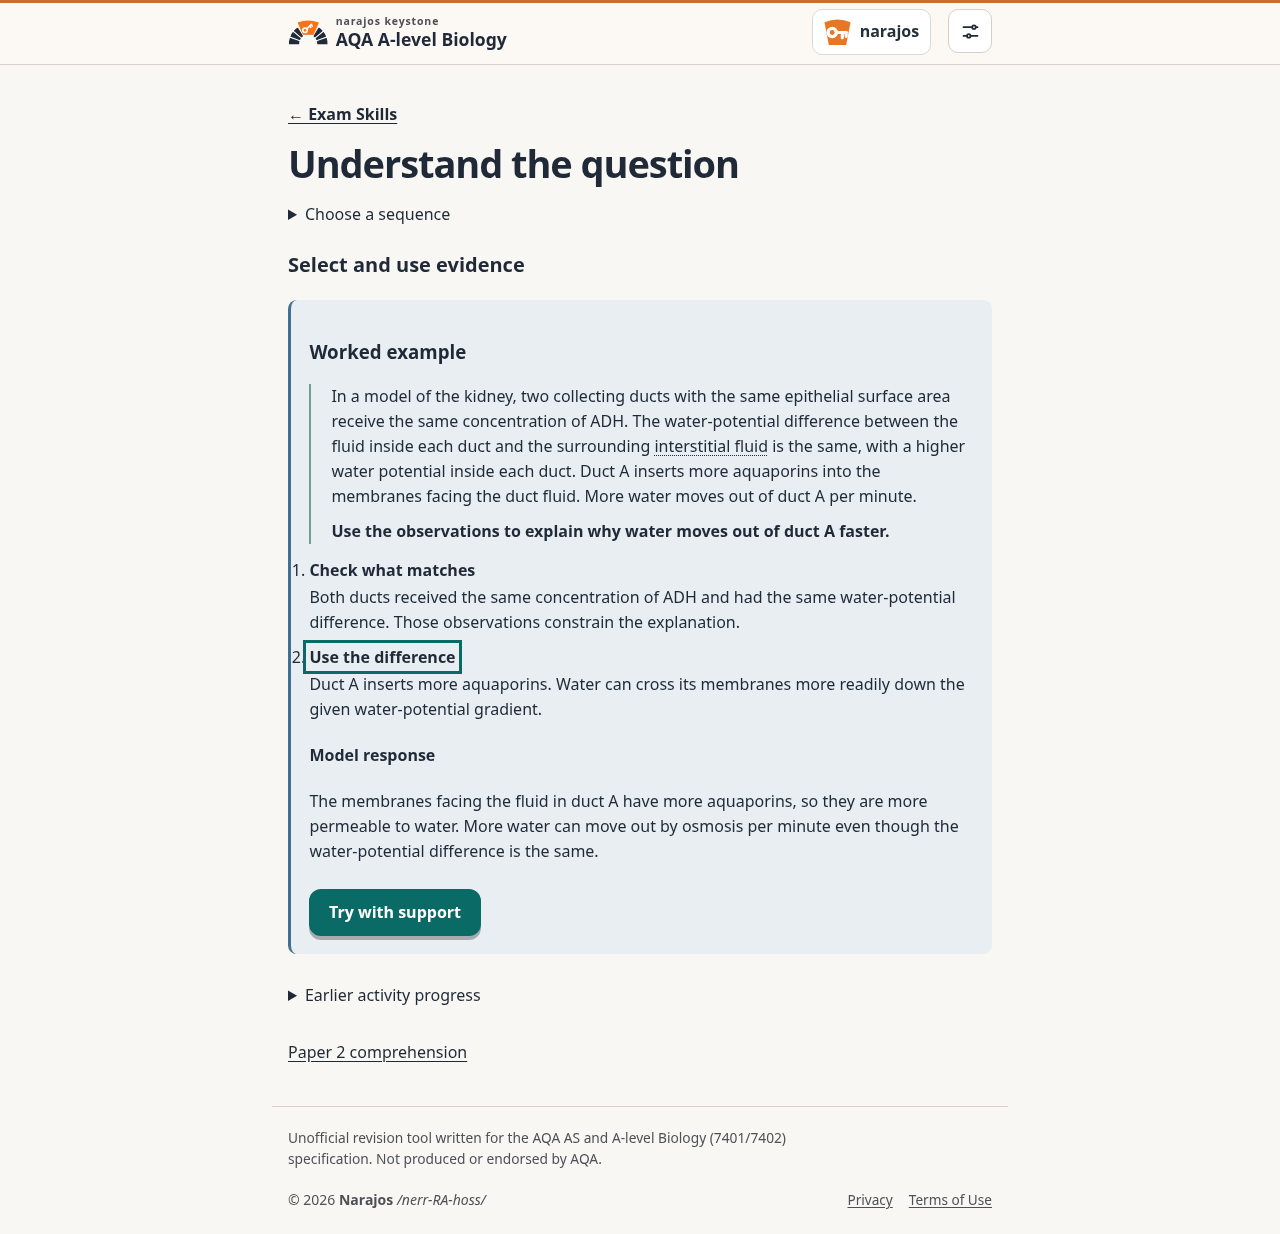 narajos keystone
AQA A-level Biology
narajos
← Exam Skills
Understand the question
▶ Choose a sequence
Select and use evidence
Worked example
In a model of the kidney, two collecting ducts with the same epithelial surface area
receive the same concentration of ADH. The water-potential difference between the
fluid inside each duct and the surrounding interstitial fluid is the same, with a higher
water potential inside each duct. Duct A inserts more aquaporins into the
membranes facing the duct fluid. More water moves out of duct A per minute.
Use the observations to explain why water moves out of duct A faster.
1. Check what matches
Both ducts received the same concentration of ADH and had the same water-potential
difference. Those observations constrain the explanation.
2. Use the difference
Duct A inserts more aquaporins. Water can cross its membranes more readily down the
given water-potential gradient.
Model response
The membranes facing the fluid in duct A have more aquaporins, so they are more
permeable to water. More water can move out by osmosis per minute even though the
water-potential difference is the same.
Try with support
▶ Earlier activity progress
Paper 2 comprehension
Unofficial revision tool written for the AQA AS and A-level Biology (7401/7402)
specification. Not produced or endorsed by AQA.
© 2026 Narajos /nerr-RA-hoss/
Privacy Terms of Use